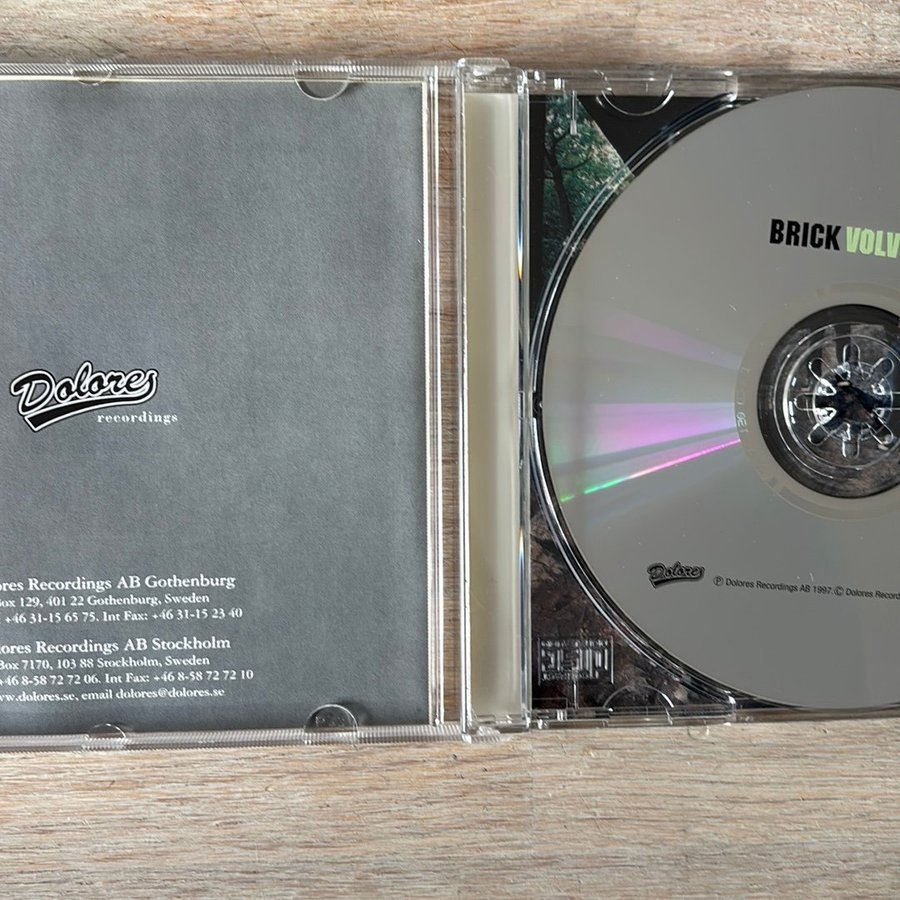 Dolores
recordings
ores Recordings AB Gothenburg
Box 129, 401 22 Gothenburg, Sweden
+46 31-15 65 75. Int Fax: +46 31-15 23 40
olores Recordings AB Stockholm
Box 7170, 103 88 Stockholm, Sweden
+46 8-58 72 72 06. Int Fax: +46 8-58 72 72 10
ww.dolores.se, email dolores@dolores.se
BRICK VOLV
Dolores
Ⓟ Dolores Recordings AB 1997. © Dolores Record